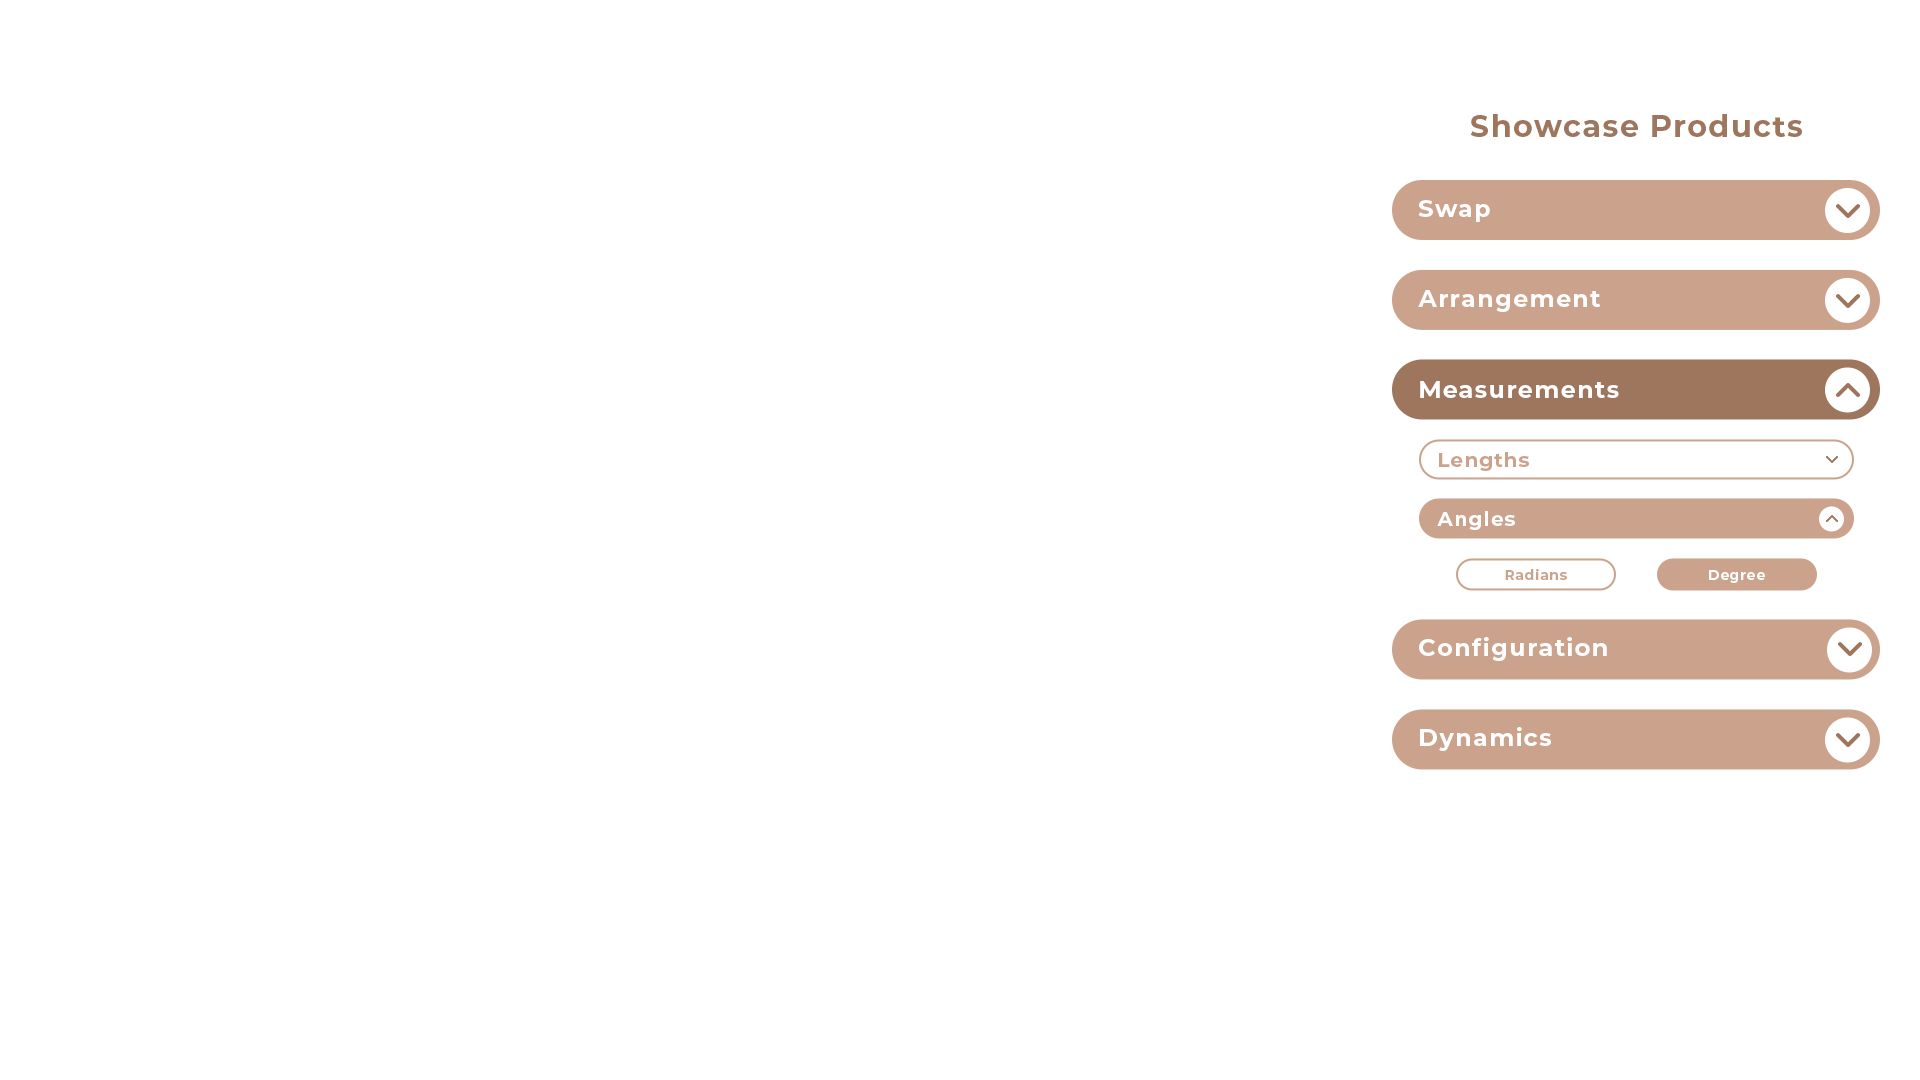 Showcase Products
Swap
Arrangement
Measurements
Lengths
Angles
Radians Degree
Configuration
Dynamics